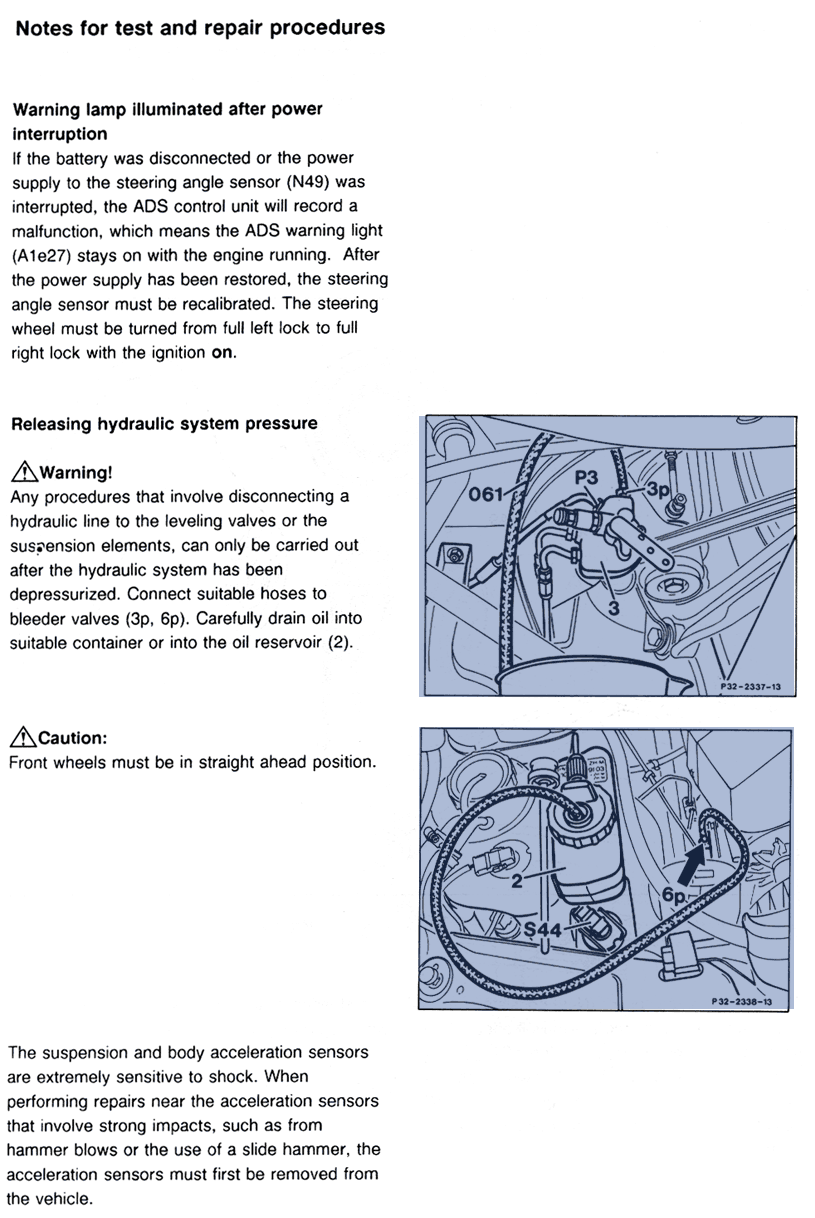 Notes for test and repair procedures
Warning lamp illuminated after power
interruption
If the battery was disconnected or the power
supply to the steering angle sensor (N49) was
interrupted, the ADS control unit will record a
malfunction, which means the ADS warning light
(A1e27) stays on with the engine running. After
the power supply has been restored, the steering
angle sensor must be recalibrated. The steering
wheel must be turned from full left lock to full
right lock with the ignition on.
Releasing hydraulic system pressure
Warning!
Any procedures that involve disconnecting a
hydraulic line to the leveling valves or the
suspension elements, can only be carried out
after the hydraulic system has been
depressurized. Connect suitable hoses to
bleeder valves (3p, 6p). Carefully drain oil into
suitable container or into the oil reservoir (2).
061
P3
3p
3
P32-2337-13
Caution:
Front wheels must be in straight ahead position.
2
6p
S44
P32-2338-13
The suspension and body acceleration sensors
are extremely sensitive to shock. When
performing repairs near the acceleration sensors
that involve strong impacts, such as from
hammer blows or the use of a slide hammer, the
acceleration sensors must first be removed from
the vehicle.